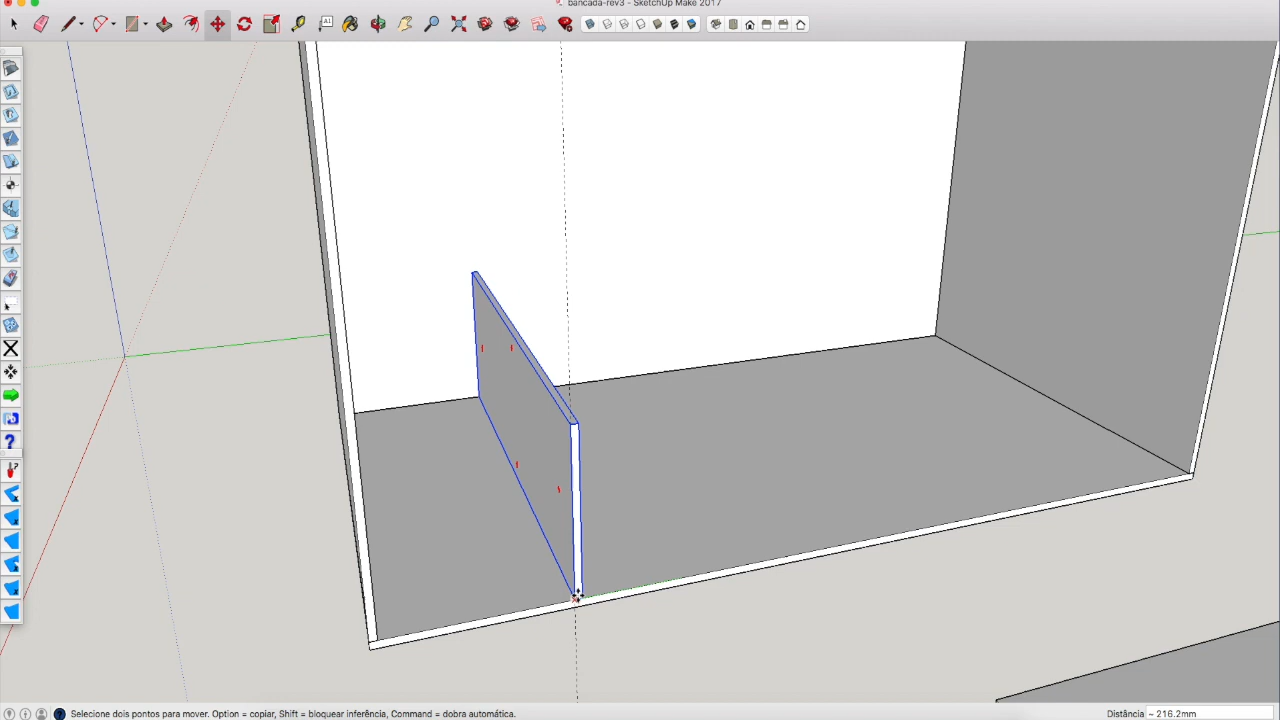 bancada-rev3 - SketchUp Make 2017
A1
?
?
Selecione dois pontos para mover. Option = copiar, Shift = bloquear inferência, Command = dobra automática.
Distância ~ 216.2mm